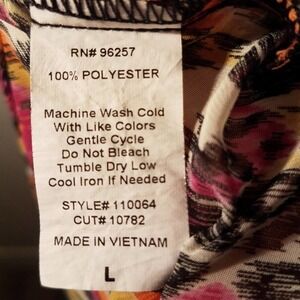 RN# 96257
100% POLYESTER
Machine Wash Cold
With Like Colors
Gentle Cycle
Do Not Bleach
Tumble Dry Low
Cool Iron If Needed
STYLE# 110064
CUT# 10782
MADE IN VIETNAM
L